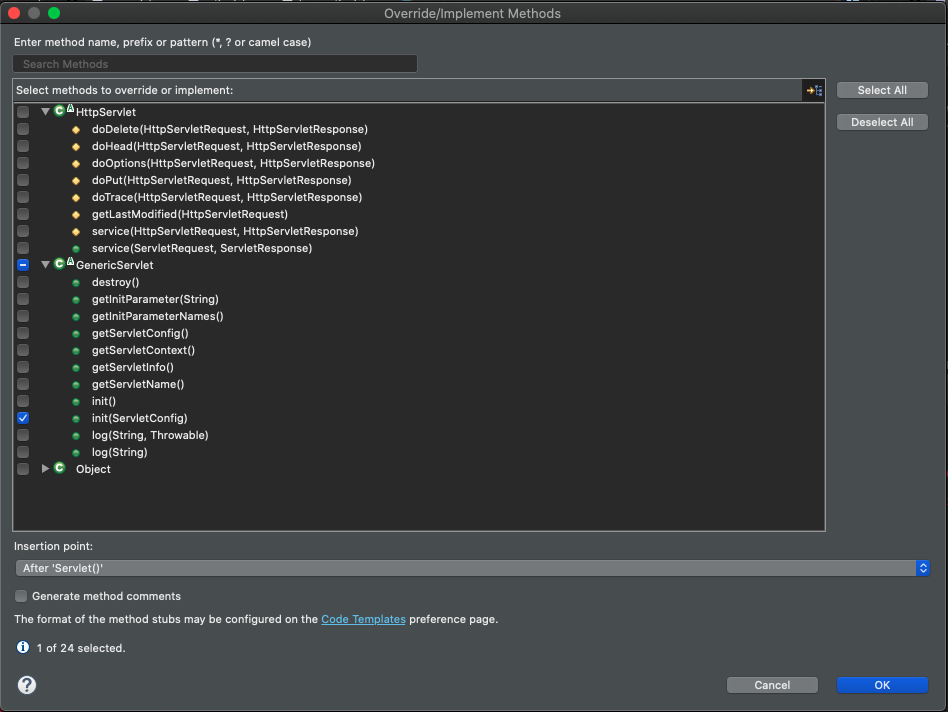 Override/Implement Methods
Enter method name, prefix or pattern (*, ? or camel case)
Search Methods
Select methods to override or implement:
Select All
Deselect All
HttpServlet
doDelete(HttpServletRequest, HttpServletResponse)
doHead(HttpServletRequest, HttpServletResponse)
doOptions(HttpServletRequest, HttpServletResponse)
doPut(HttpServletRequest, HttpServletResponse)
doTrace(HttpServletRequest, HttpServletResponse)
getLastModified(HttpServletRequest)
service(HttpServletRequest, HttpServletResponse)
service(ServletRequest, ServletResponse)
GenericServlet
destroy()
getInitParameter(String)
getInitParameterNames()
getServletConfig()
getServletContext()
getServletInfo()
getServletName()
init()
init(ServletConfig)
log(String, Throwable)
log(String)
Object
Insertion point:
After 'Servlet()'
Generate method comments
The format of the method stubs may be configured on the Code Templates preference page.
1 of 24 selected.
Cancel
OK